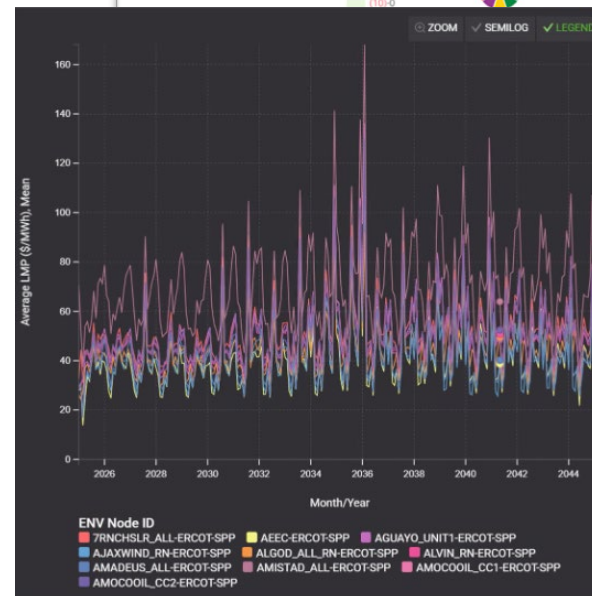 (10)-0
ZOOM SEMILOG LEGEND
160
140
120
100
80
60
40
20
0
Average LMP ($/MWh), Mean
2026 2028 2030 2032 2034 2036 2038 2040 2042 2044
Month/Year
ENV Node ID
7RNCHSLR_ALL-ERCOT-SPP AEEC-ERCOT-SPP AGUAYO_UNIT1-ERCOT-SPP
AJAXWIND_RN-ERCOT-SPP ALGOD_ALL_RN-ERCOT-SPP ALVIN_RN-ERCOT-SPP
AMADEUS_ALL-ERCOT-SPP AMISTAD_ALL-ERCOT-SPP AMOCOOIL_CC1-ERCOT-SPP
AMOCOOIL_CC2-ERCOT-SPP